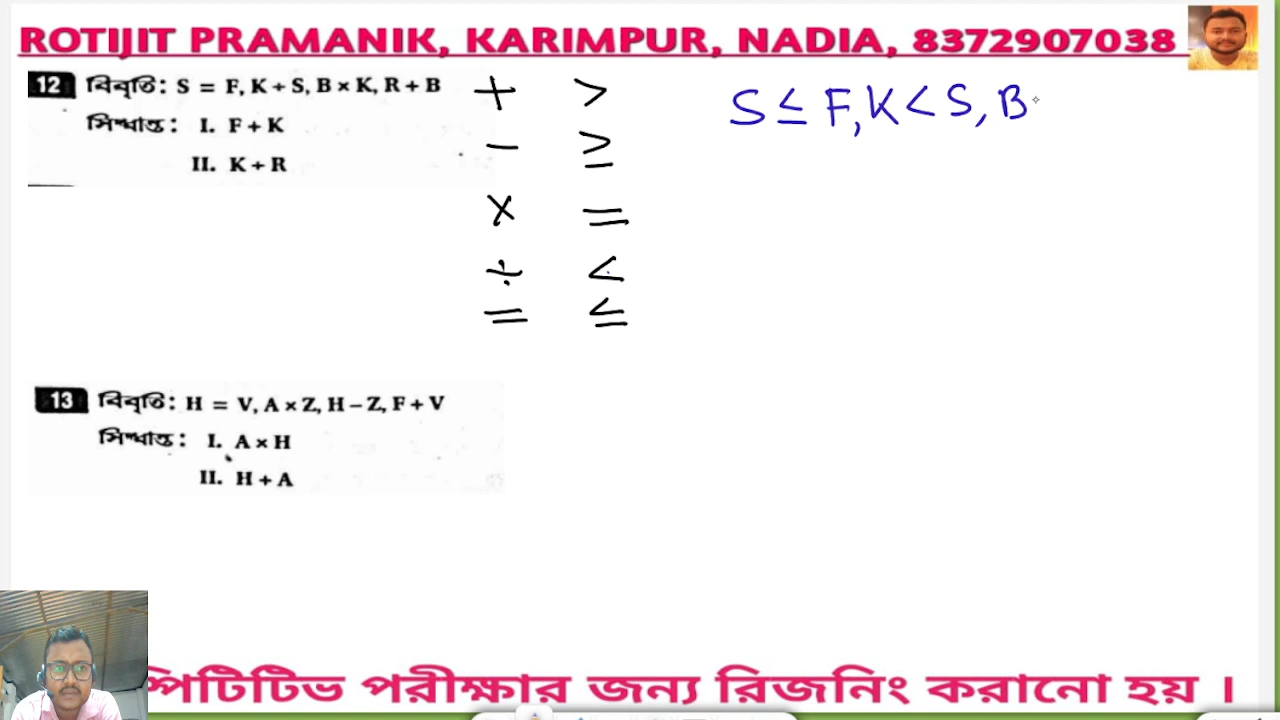 ROTIJIT PRAMANIK, KARIMPUR, NADIA, 8372907038
12 বিবৃতি: S = F, K ÷ S, B × K, R + B
সিদ্ধান্ত: I. F + K
II. K ÷ R
+ >
− ≥
× =
÷ <
= ≤
S ≤ F, K < S, B
13 বিবৃতি: H = V, A × Z, H − Z, F + V
সিদ্ধান্ত: I. A × H
II. H + A
ম্পিটিটিভ পরীক্ষার জন্য রিজনিং করানো হয় ।